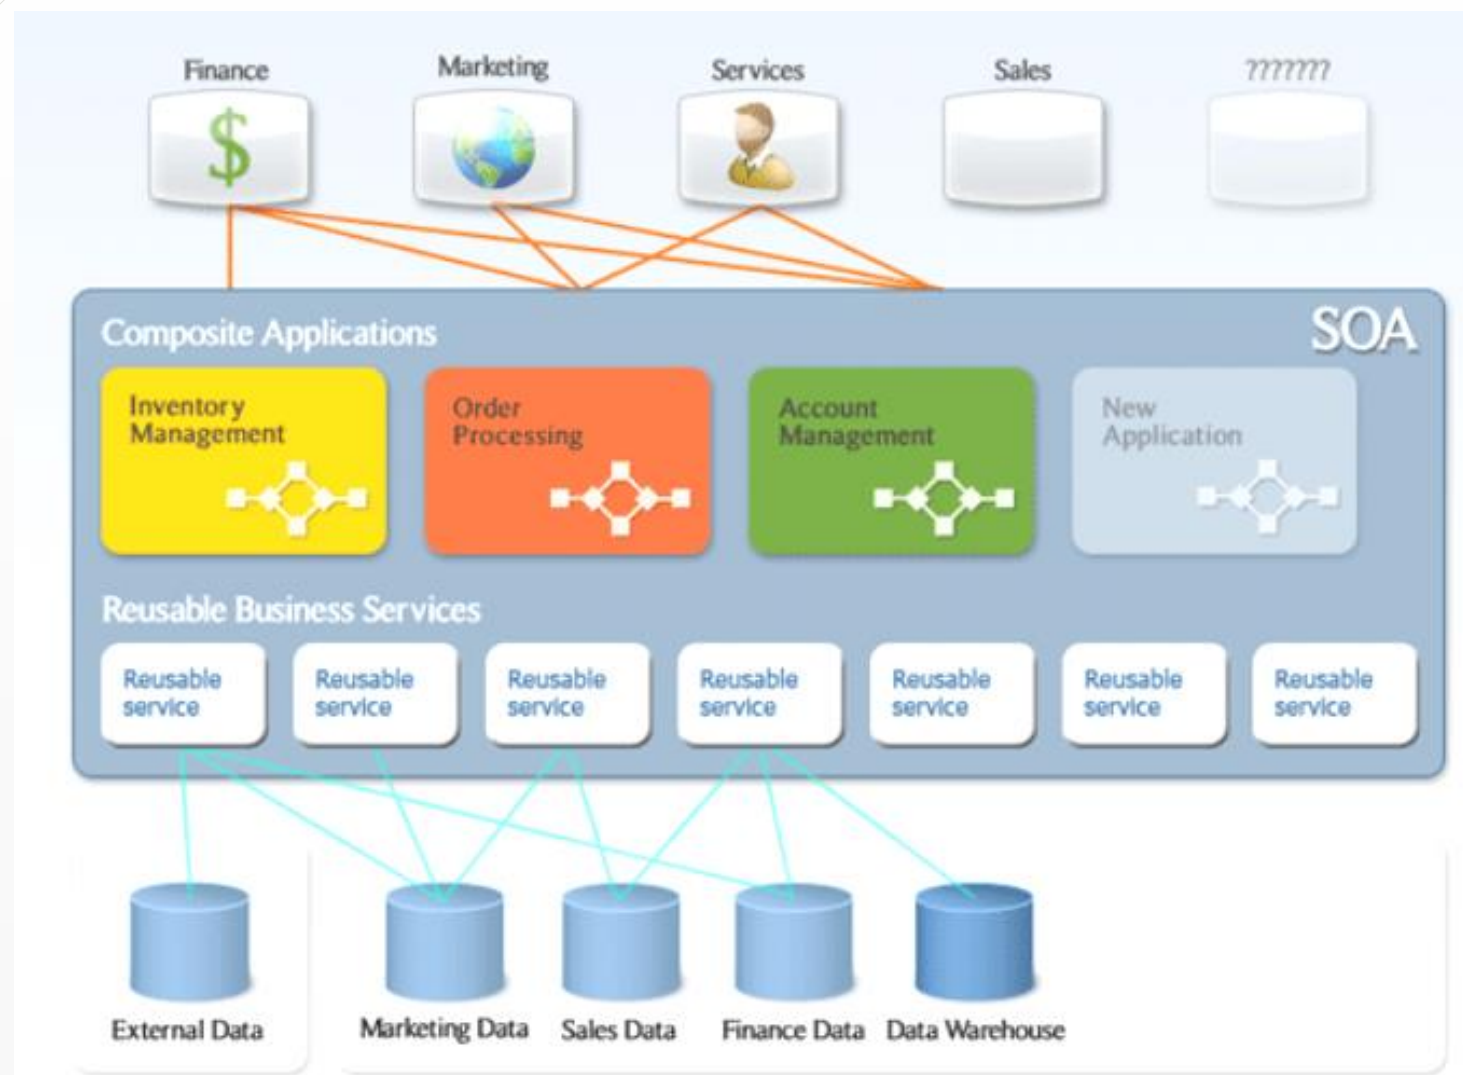 Finance
Marketing
Services
Sales
???????
Composite Applications
SOA
Inventory
Management
Order
Processing
Account
Management
New
Application
Reusable Business Services
Reusable
service
Reusable
service
Reusable
service
Reusable
service
Reusable
service
Reusable
service
Reusable
service
External Data
Marketing Data
Sales Data
Finance Data
Data Warehouse